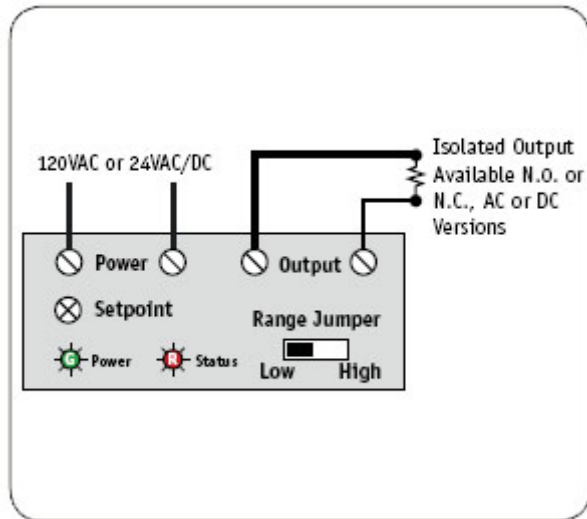 120VAC or 24VAC/DC
Isolated Output
Available N.O. or
N.C., AC or DC
Versions
Power
Output
Setpoint
Range Jumper
G Power
R Status
Low High